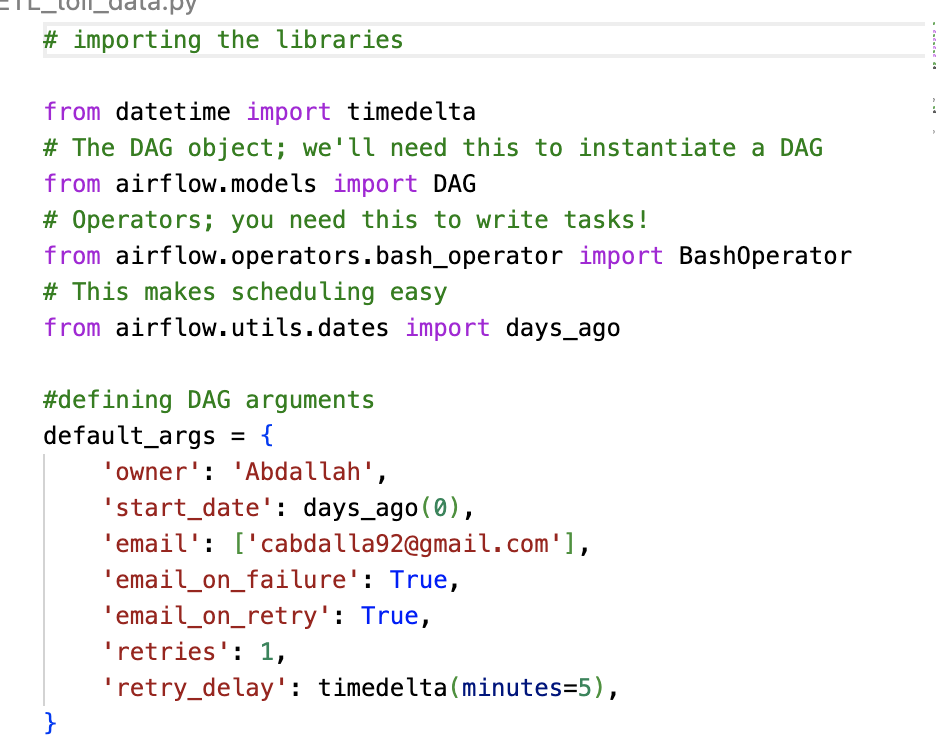 ETL_toll_data.py
# importing the libraries
from datetime import timedelta
# The DAG object; we'll need this to instantiate a DAG
from airflow.models import DAG
# Operators; you need this to write tasks!
from airflow.operators.bash_operator import BashOperator
# This makes scheduling easy
from airflow.utils.dates import days_ago
#defining DAG arguments
default_args = {
    'owner': 'Abdallah',
    'start_date': days_ago(0),
    'email': ['cabdalla92@gmail.com'],
    'email_on_failure': True,
    'email_on_retry': True,
    'retries': 1,
    'retry_delay': timedelta(minutes=5),
}